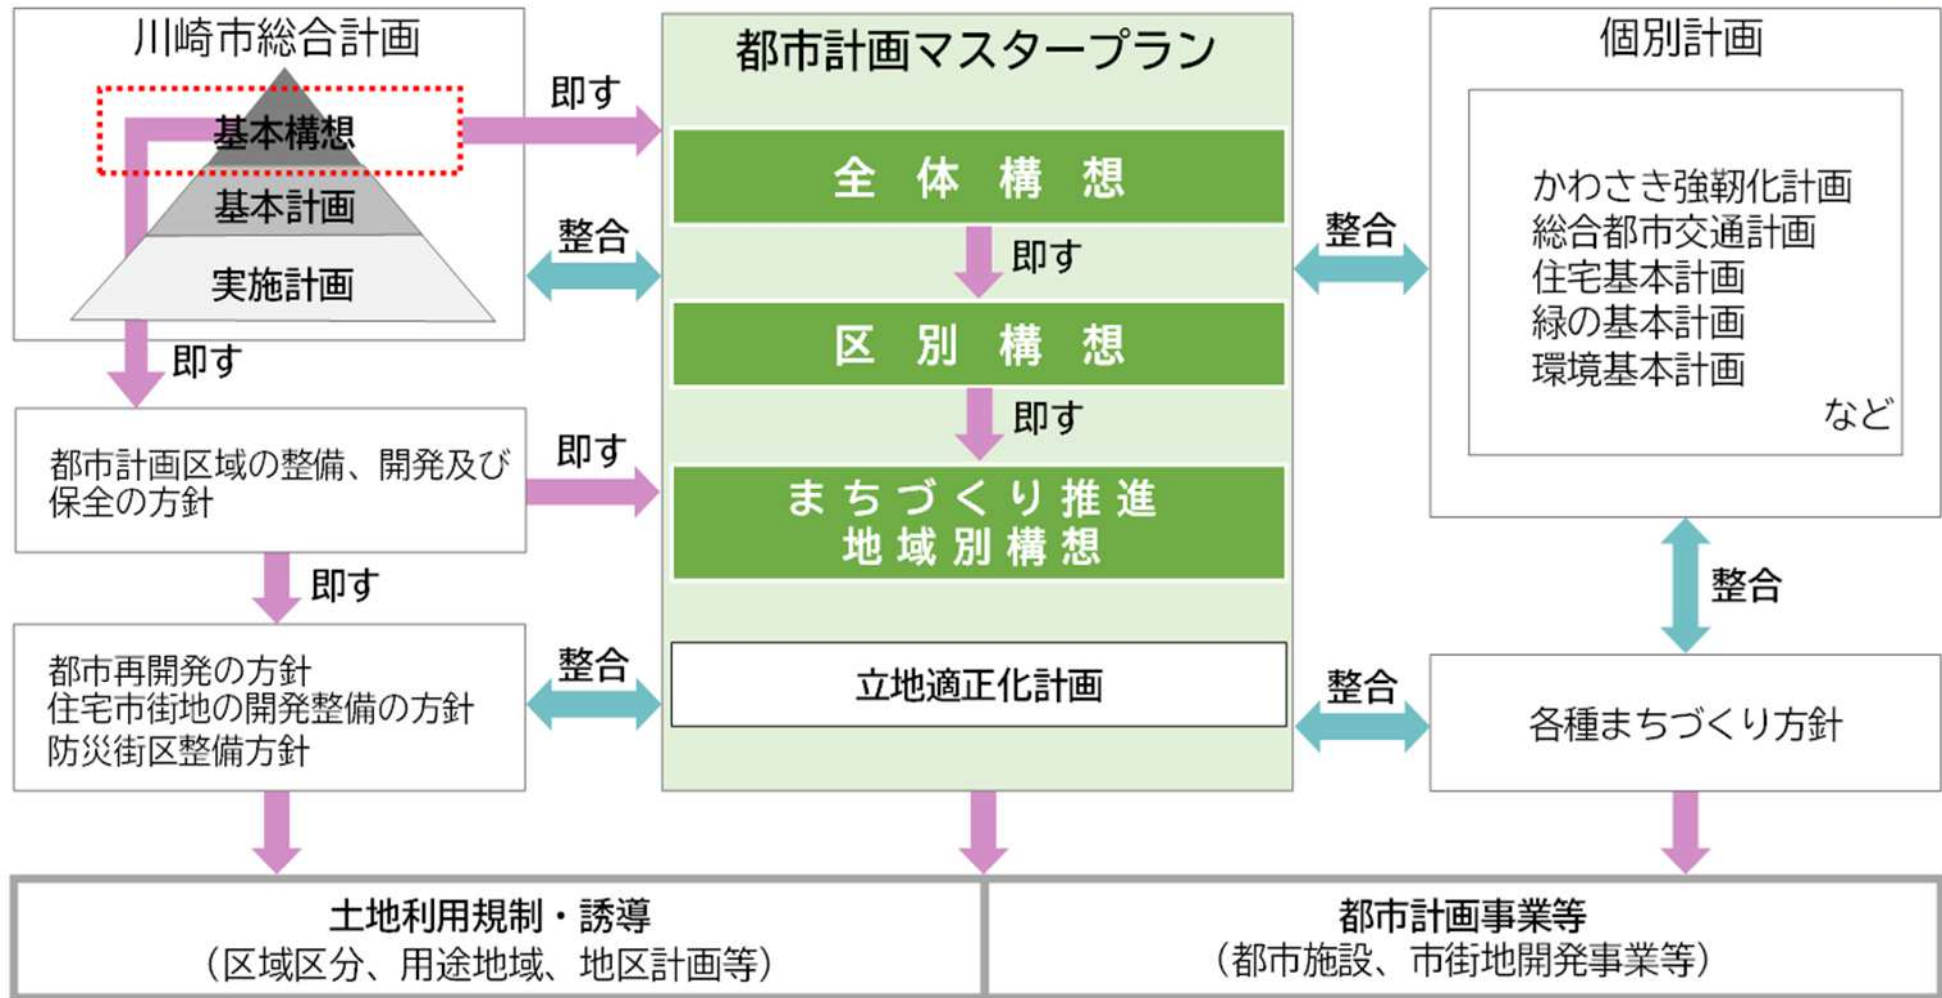 川崎市総合計画
基本構想
基本計画
実施計画
即す
整合
即す
都市計画区域の整備、開発及び
保全の方針
即す
即す
都市再開発の方針
住宅市街地の開発整備の方針
防災街区整備方針
整合
都市計画マスタープラン
全体構想
即す
区別構想
即す
まちづくり推進
地域別構想
立地適正化計画
整合
整合
個別計画
かわさき強靭化計画
総合都市交通計画
住宅基本計画
緑の基本計画
環境基本計画
など
整合
各種まちづくり方針
土地利用規制・誘導
（区域区分、用途地域、地区計画等）
都市計画事業等
（都市施設、市街地開発事業等）